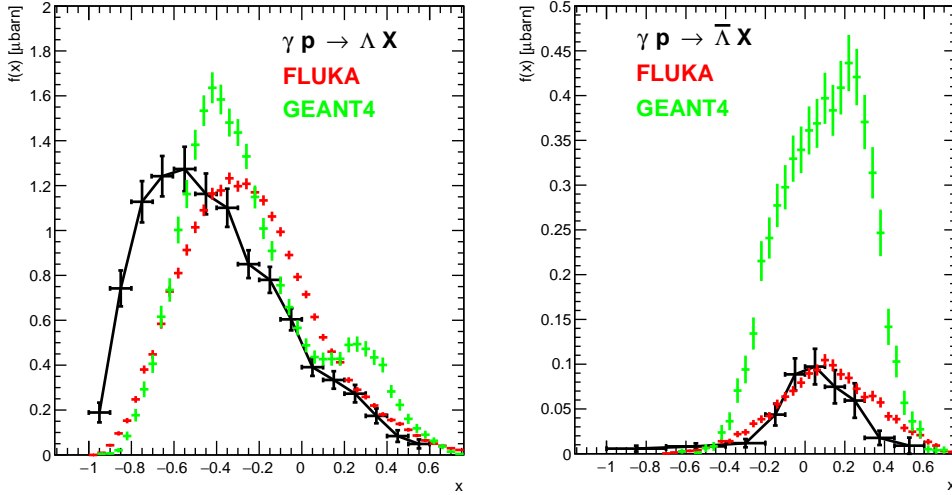 f(x) [μbarn]
2
1.8
1.6
1.4
1.2
1
0.8
0.6
0.4
0.2
0
γ p → Λ X
FLUKA
GEANT4
−1 −0.8 −0.6 −0.4 −0.2 0 0.2 0.4 0.6
x
f(x) [μbarn]
0.45
0.4
0.35
0.3
0.25
0.2
0.15
0.1
0.05
0
γ p → Λ̅ X
FLUKA
GEANT4
−1 −0.8 −0.6 −0.4 −0.2 0 0.2 0.4 0.6
x